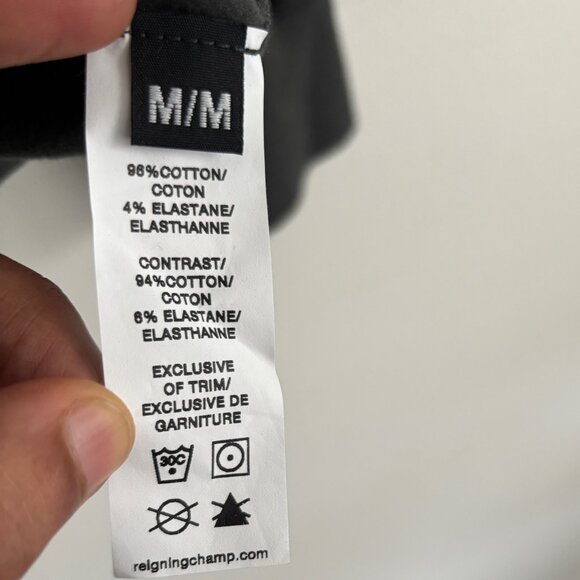 M/M
96%COTTON/
COTON
4% ELASTANE/
ELASTHANNE
CONTRAST/
94%COTTON/
COTON
6% ELASTANE/
ELASTHANNE
EXCLUSIVE
OF TRIM/
EXCLUSIVE DE
GARNITURE
30C
reigningchamp.com